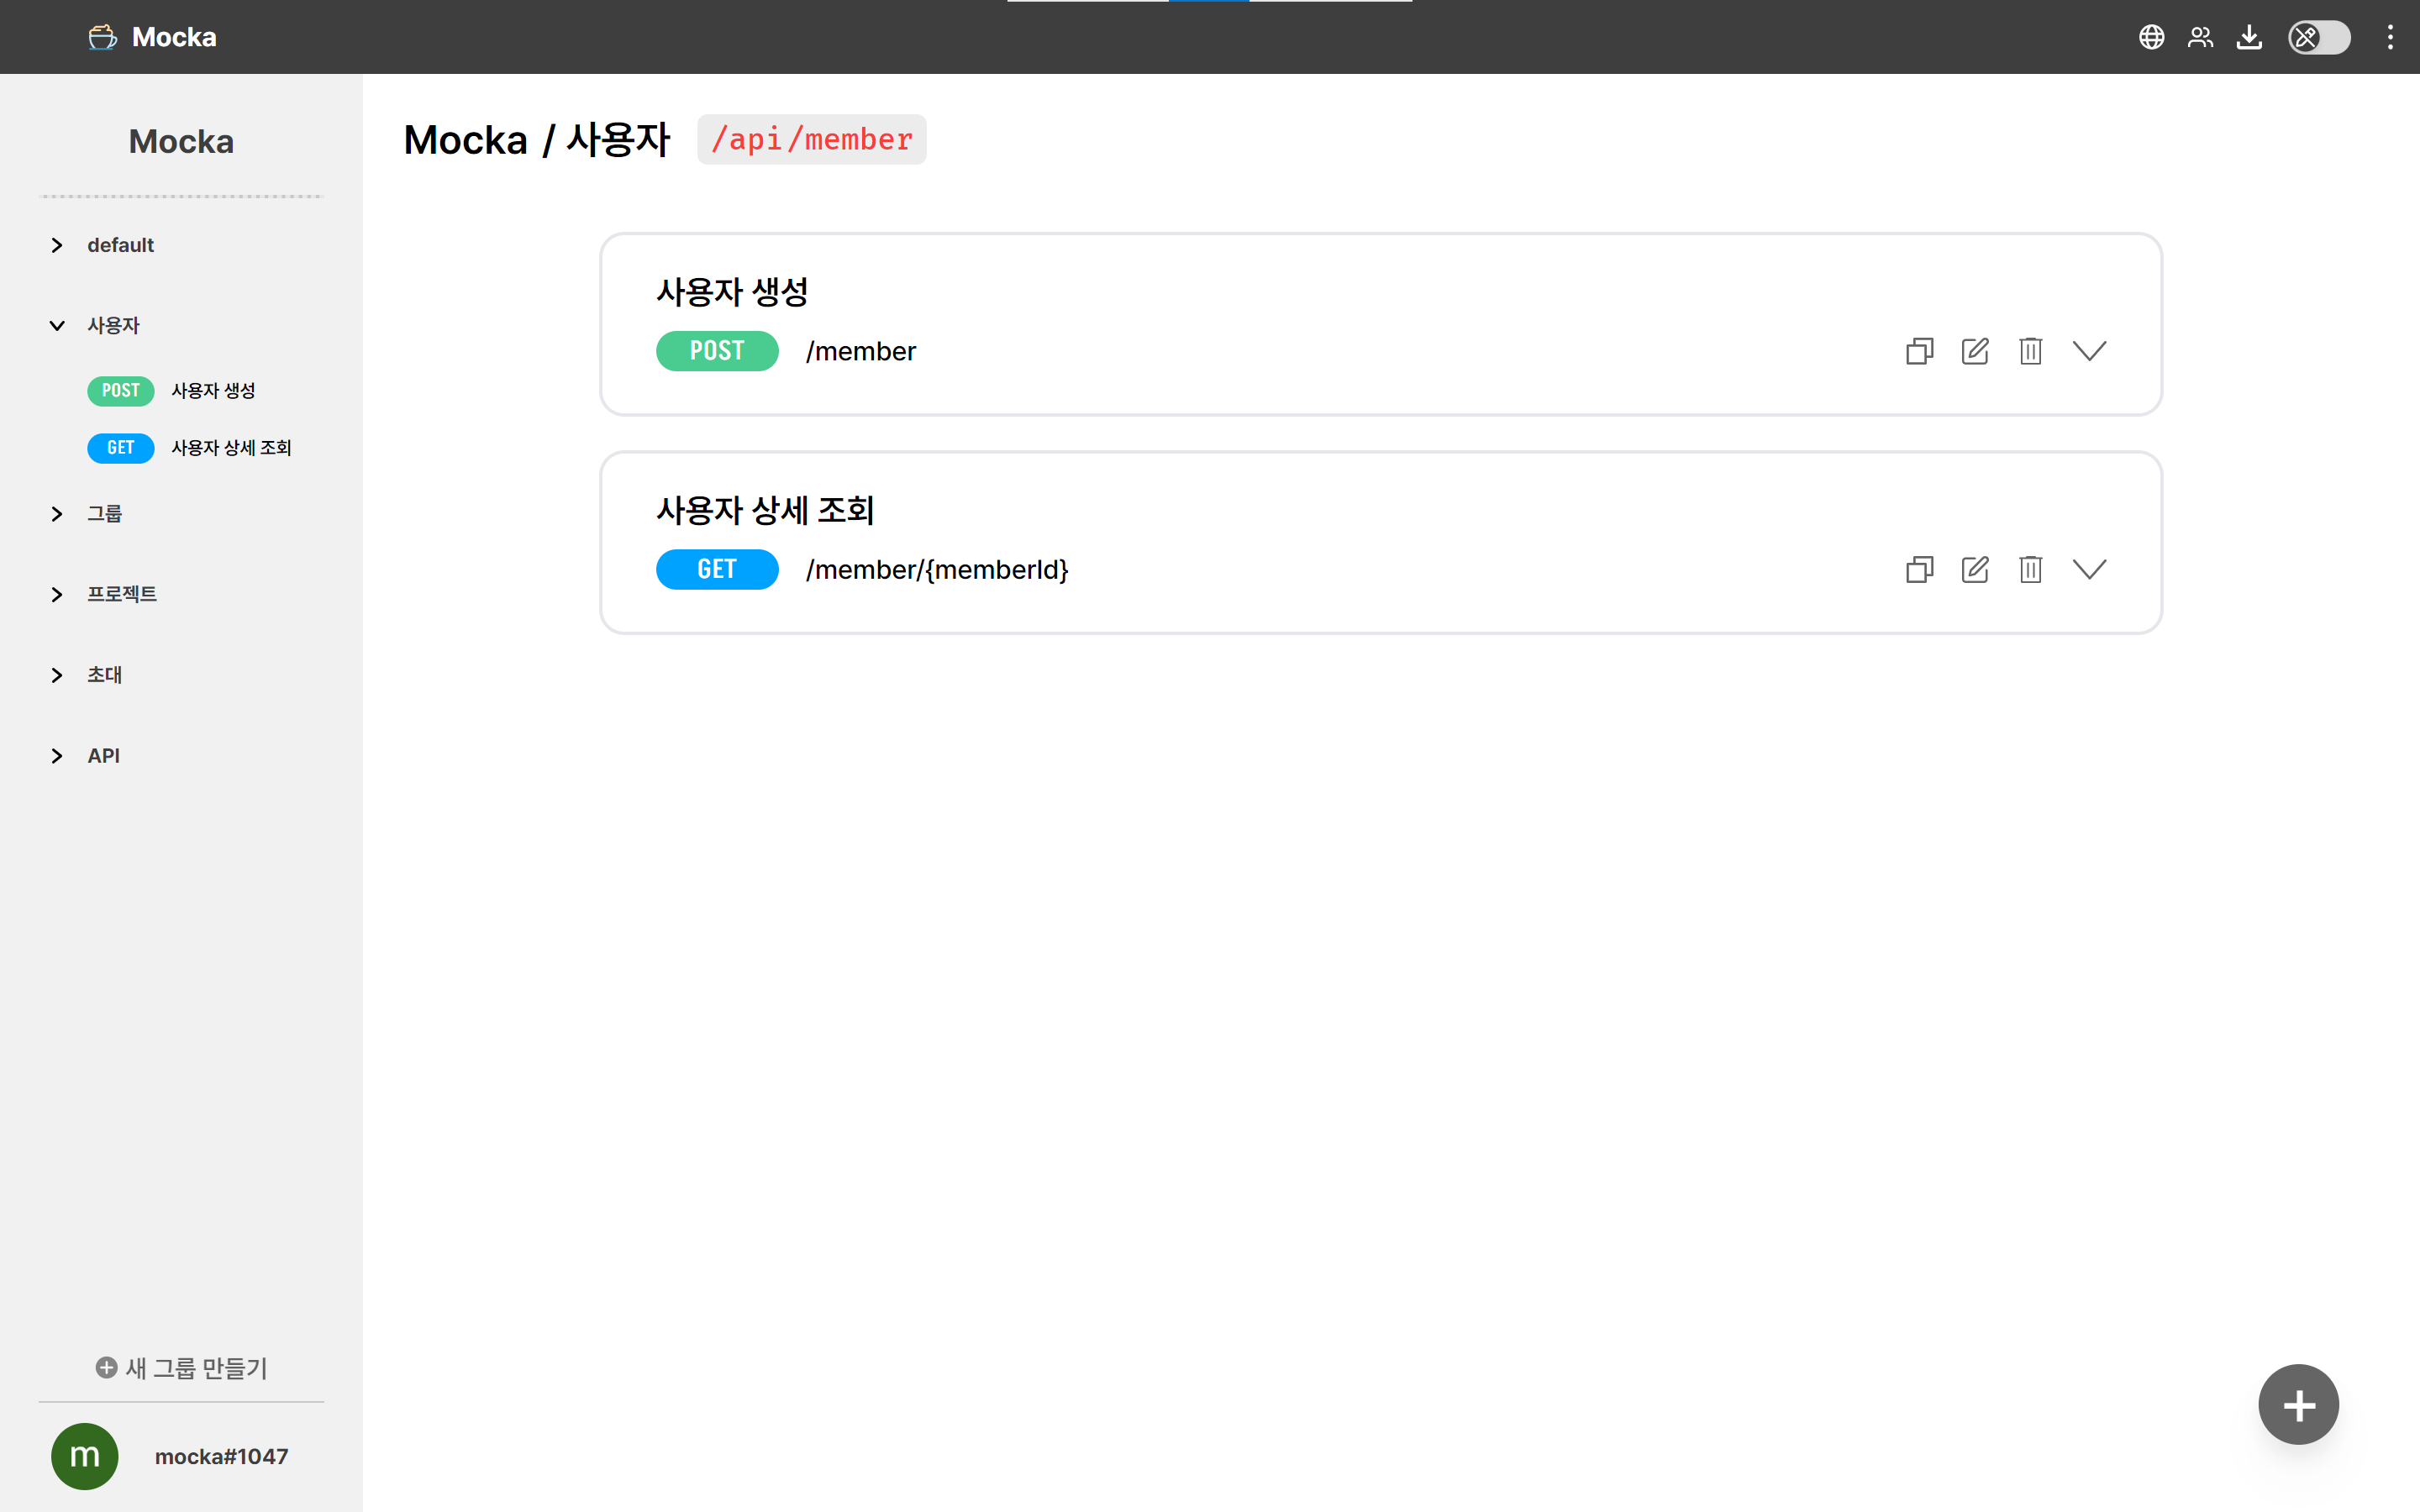 Mocka
Mocka
default
사용자
POST 사용자 생성
GET 사용자 상세 조회
그룹
프로젝트
초대
API
새 그룹 만들기
m mocka#1047
Mocka / 사용자 /api/member
사용자 생성
POST /member
사용자 상세 조회
GET /member/{memberId}